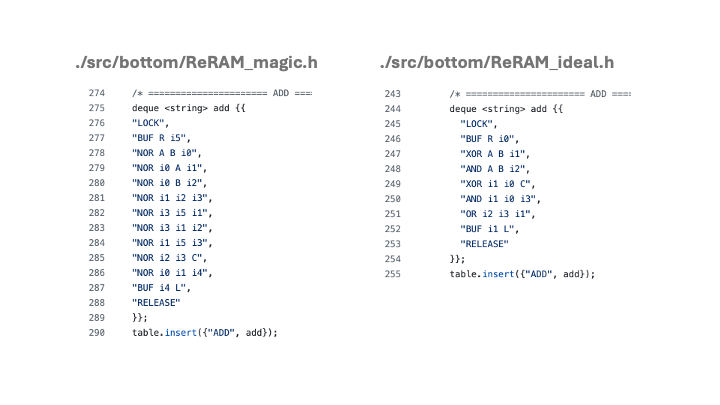 ./src/bottom/ReRAM_magic.h
274 /* ====================== ADD ===
275 deque <string> add {{
276 "LOCK",
277 "BUF R i5",
278 "NOR A B i0",
279 "NOR i0 A i1",
280 "NOR i0 B i2",
281 "NOR i1 i2 i3",
282 "NOR i3 i5 i1",
283 "NOR i3 i1 i2",
284 "NOR i1 i5 i3",
285 "NOR i2 i3 C",
286 "NOR i0 i1 i4",
287 "BUF i4 L",
288 "RELEASE"
289 }};
290 table.insert({"ADD", add});
./src/bottom/ReRAM_ideal.h
243 /* ====================== ADD ====
244 deque <string> add {{
245 "LOCK",
246 "BUF R i0",
247 "XOR A B i1",
248 "AND A B i2",
249 "XOR i1 i0 C",
250 "AND i1 i0 i3",
251 "OR i2 i3 i1",
252 "BUF i1 L",
253 "RELEASE"
254 }};
255 table.insert({"ADD", add});